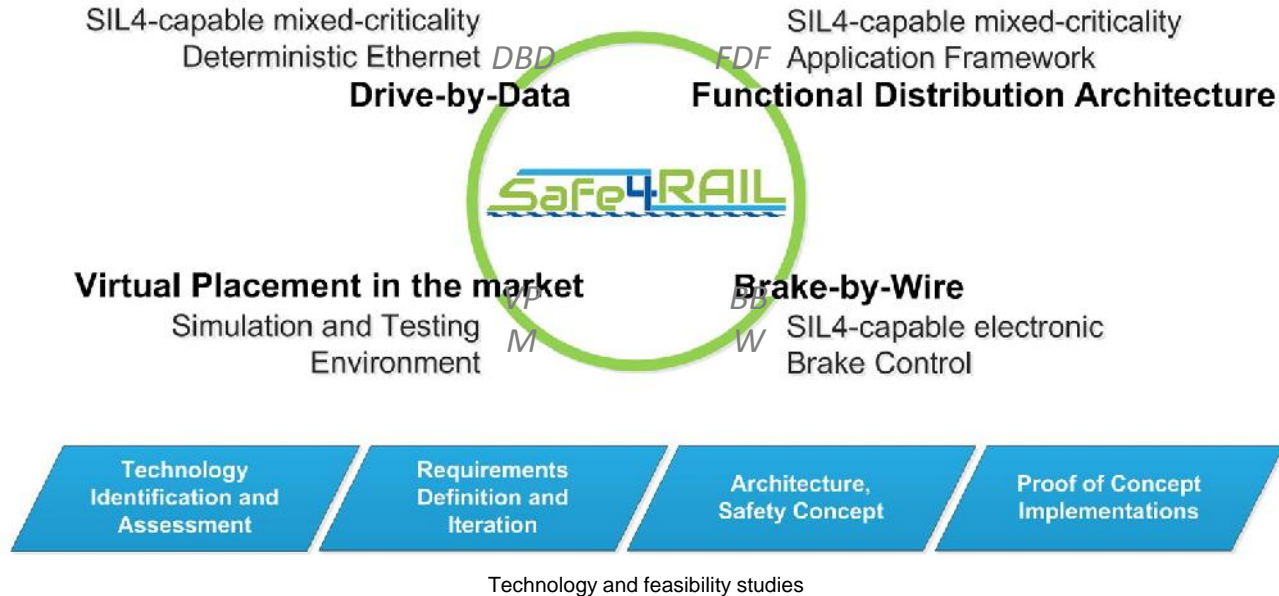 SIL4-capable mixed-criticality
Deterministic Ethernet
DBD
Drive-by-Data
SIL4-capable mixed-criticality
FDF
Application Framework
Functional Distribution Architecture
Safe4RAIL
Virtual Placement in the market
VP
M
Simulation and Testing
Environment
Brake-by-Wire
BB
W
SIL4-capable electronic
Brake Control
Technology
Identification and
Assessment
Requirements
Definition and
Iteration
Architecture,
Safety Concept
Proof of Concept
Implementations
Technology and feasibility studies